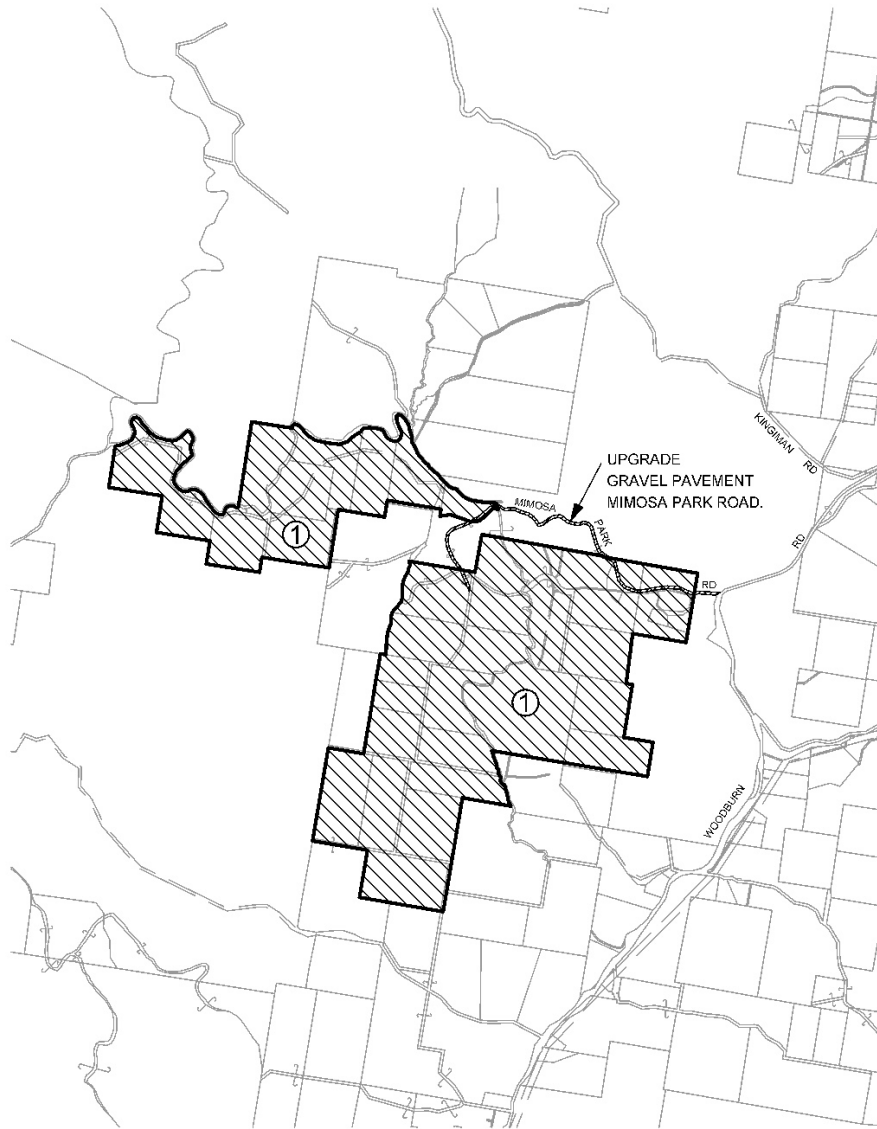 KINGIMAN RD
UPGRADE
GRAVEL PAVEMENT
MIMOSA PARK ROAD.
MIMOSA PARK RD
RD
1
1
WOODBURN